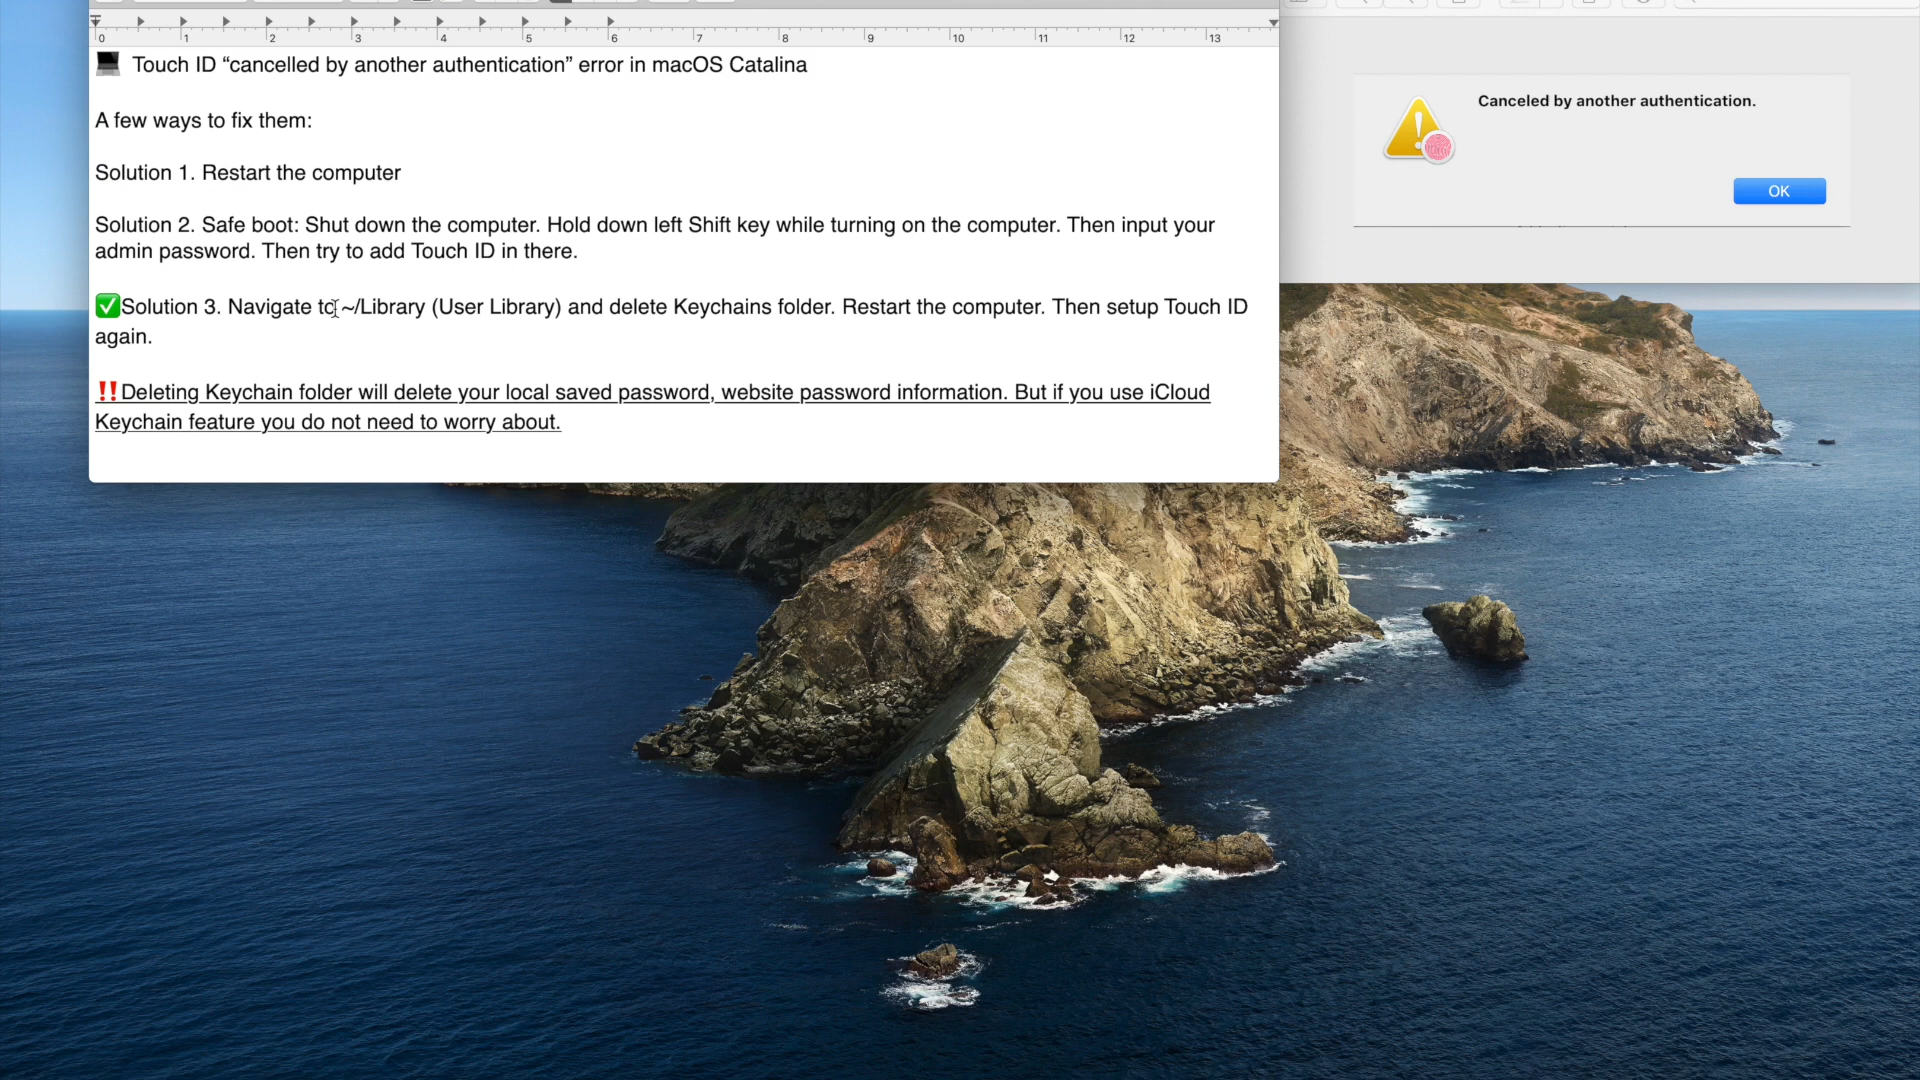 0 1 2 3 4 5 6 7 8 9 10 11 12 13
💻 Touch ID “cancelled by another authentication” error in macOS Catalina
A few ways to fix them:
Solution 1. Restart the computer
Solution 2. Safe boot: Shut down the computer. Hold down left Shift key while turning on the computer. Then input your
admin password. Then try to add Touch ID in there.
✅Solution 3. Navigate to ~/Library (User Library) and delete Keychains folder. Restart the computer. Then setup Touch ID
again.
‼️Deleting Keychain folder will delete your local saved password, website password information. But if you use iCloud
Keychain feature you do not need to worry about.
Canceled by another authentication.
OK